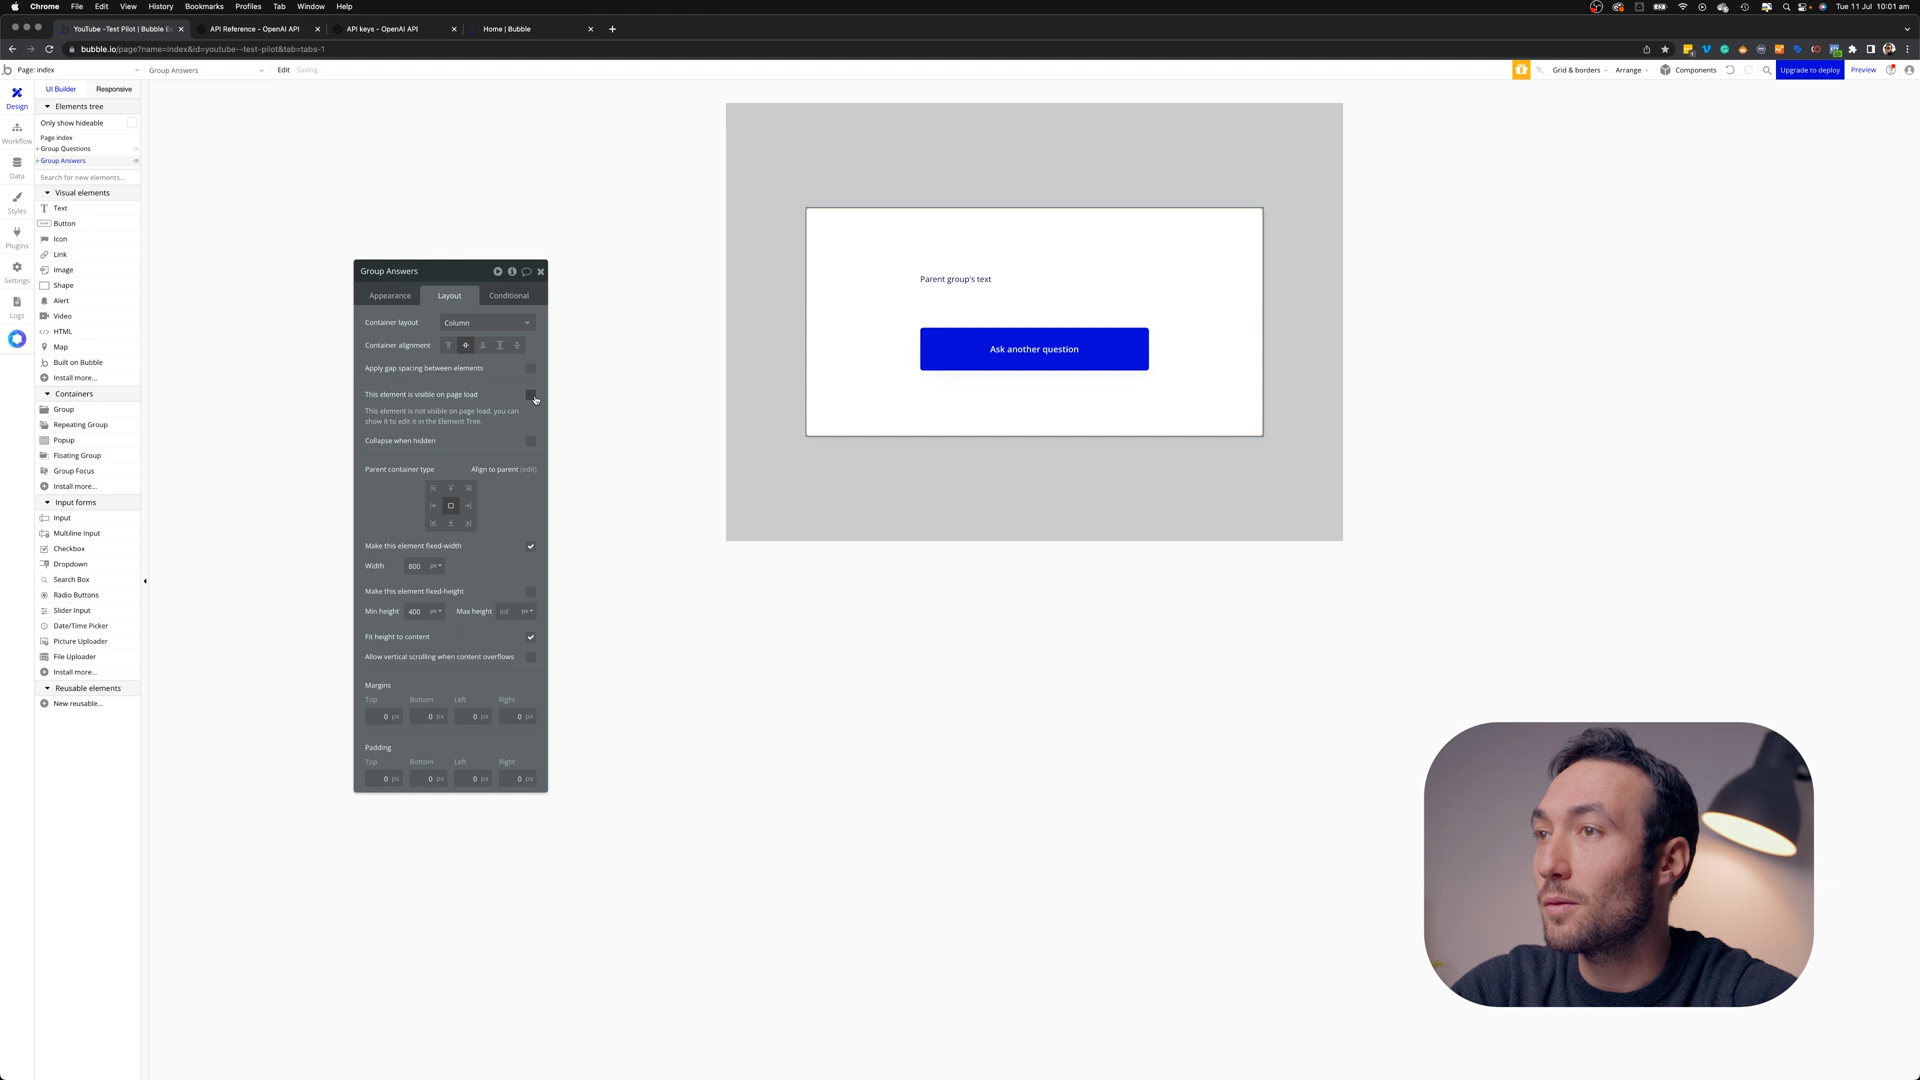 Chrome File Edit View History Bookmarks Profiles Tab Window Help Tue 11 Jul 10:01 am
YouTube -Test Pilot | Bubble E API Reference - OpenAI API API keys - OpenAI API Home | Bubble
bubble.io/page?name=index&id=youtube--test-pilot&tab=tabs-1
Page: index Group Answers Edit Saving... Grid & borders Arrange Components Upgrade to deploy Preview
Design
Workflow
Data
Styles
Plugins
Settings
Logs
UI Builder Responsive
Elements tree
Only show hideable
Page index
Group Questions
Group Answers
Search for new elements...
Visual elements
Text
Button
Icon
Link
Image
Shape
Alert
Video
HTML
Map
Built on Bubble
Install more...
Containers
Group
Repeating Group
Popup
Floating Group
Group Focus
Install more...
Input forms
Input
Multiline Input
Checkbox
Dropdown
Search Box
Radio Buttons
Slider Input
Date/Time Picker
Picture Uploader
File Uploader
Install more...
Reusable elements
New reusable...
Group Answers
Appearance Layout Conditional
Container layout Column
Container alignment
Apply gap spacing between elements
This element is visible on page load
This element is not visible on page load, you can
show it to edit it in the Element Tree.
Collapse when hidden
Parent container type Align to parent (edit)
Make this element fixed-width
Width 800 px
Make this element fixed-height
Min height 400 px Max height inf px
Fit height to content
Allow vertical scrolling when content overflows
Margins
Top Bottom Left Right
0 px 0 px 0 px 0 px
Padding
Top Bottom Left Right
0 px 0 px 0 px 0 px
Parent group's text
Ask another question